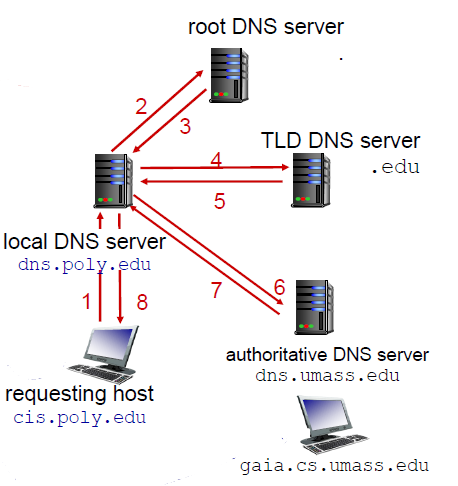 root DNS server
.
2
3
TLD DNS server
.edu
4
5
local DNS server
dns.poly.edu
6
7
1
8
authoritative DNS server
dns.umass.edu
requesting host
cis.poly.edu
gaia.cs.umass.edu